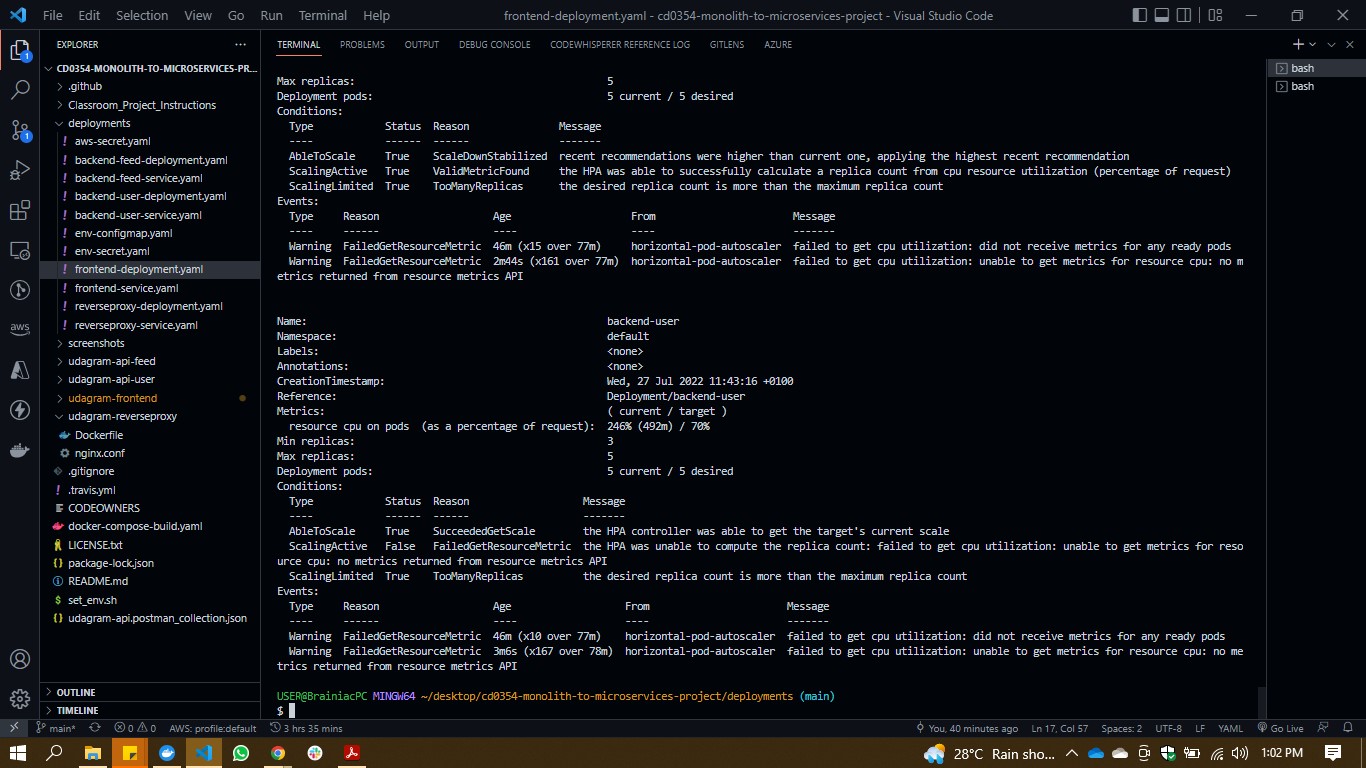 File Edit Selection View Go Run Terminal Help
frontend-deployment.yaml - cd0354-monolith-to-microservices-project - Visual Studio Code
EXPLORER
CD0354-MONOLITH-TO-MICROSERVICES-PR...
.github
Classroom_Project_Instructions
deployments
! aws-secret.yaml
! backend-feed-deployment.yaml
! backend-feed-service.yaml
! backend-user-deployment.yaml
! backend-user-service.yaml
! env-configmap.yaml
! env-secret.yaml
! frontend-deployment.yaml
! frontend-service.yaml
! reverseproxy-deployment.yaml
! reverseproxy-service.yaml
screenshots
udagram-api-feed
udagram-api-user
udagram-frontend
udagram-reverseproxy
Dockerfile
nginx.conf
.gitignore
! .travis.yml
CODEOWNERS
docker-compose-build.yaml
LICENSE.txt
{} package-lock.json
README.md
$ set_env.sh
{} udagram-api.postman_collection.json
OUTLINE
TIMELINE
1
1
aws
TERMINAL PROBLEMS OUTPUT DEBUG CONSOLE CODEWHISPERER REFERENCE LOG GITLENS AZURE
bash
bash
Max replicas: 5
Deployment pods: 5 current / 5 desired
Conditions:
Type Status Reason Message
---- ------ ------ -------
AbleToScale True ScaleDownStabilized recent recommendations were higher than current one, applying the highest recent recommendation
ScalingActive True ValidMetricFound the HPA was able to successfully calculate a replica count from cpu resource utilization (percentage of request)
ScalingLimited True TooManyReplicas the desired replica count is more than the maximum replica count
Events:
Type Reason Age From Message
---- ------ ---- ---- -------
Warning FailedGetResourceMetric 46m (x15 over 77m) horizontal-pod-autoscaler failed to get cpu utilization: did not receive metrics for any ready pods
Warning FailedGetResourceMetric 2m44s (x161 over 77m) horizontal-pod-autoscaler failed to get cpu utilization: unable to get metrics for resource cpu: no m
etrics returned from resource metrics API
Name: backend-user
Namespace: default
Labels: <none>
Annotations: <none>
CreationTimestamp: Wed, 27 Jul 2022 11:43:16 +0100
Reference: Deployment/backend-user
Metrics: ( current / target )
resource cpu on pods (as a percentage of request): 246% (492m) / 70%
Min replicas: 3
Max replicas: 5
Deployment pods: 5 current / 5 desired
Conditions:
Type Status Reason Message
---- ------ ------ -------
AbleToScale True SucceededGetScale the HPA controller was able to get the target's current scale
ScalingActive False FailedGetResourceMetric the HPA was unable to compute the replica count: failed to get cpu utilization: unable to get metrics for reso
urce cpu: no metrics returned from resource metrics API
ScalingLimited True TooManyReplicas the desired replica count is more than the maximum replica count
Events:
Type Reason Age From Message
---- ------ ---- ---- -------
Warning FailedGetResourceMetric 46m (x10 over 77m) horizontal-pod-autoscaler failed to get cpu utilization: did not receive metrics for any ready pods
Warning FailedGetResourceMetric 3m6s (x167 over 78m) horizontal-pod-autoscaler failed to get cpu utilization: unable to get metrics for resource cpu: no me
trics returned from resource metrics API
USER@BrainiacPC MINGW64 ~/desktop/cd0354-monolith-to-microservices-project/deployments (main)
$
main* 0 0 AWS: profile:default 3 hrs 35 mins You, 40 minutes ago Ln 17, Col 57 Spaces: 2 UTF-8 LF YAML Go Live
28°C Rain sho... 1:02 PM